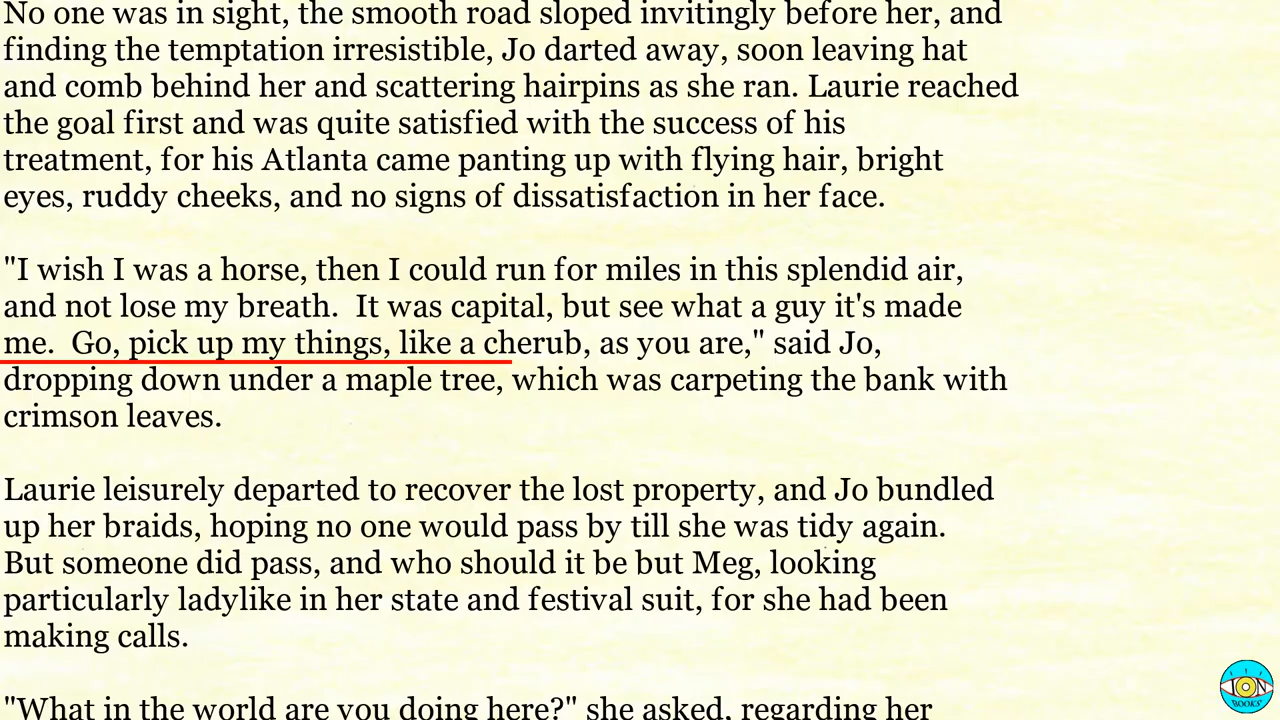 No one was in sight, the smooth road sloped invitingly before her, and
finding the temptation irresistible, Jo darted away, soon leaving hat
and comb behind her and scattering hairpins as she ran. Laurie reached
the goal first and was quite satisfied with the success of his
treatment, for his Atlanta came panting up with flying hair, bright
eyes, ruddy cheeks, and no signs of dissatisfaction in her face.
"I wish I was a horse, then I could run for miles in this splendid air,
and not lose my breath.  It was capital, but see what a guy it's made
me.  Go, pick up my things, like a cherub, as you are," said Jo,
dropping down under a maple tree, which was carpeting the bank with
crimson leaves.
Laurie leisurely departed to recover the lost property, and Jo bundled
up her braids, hoping no one would pass by till she was tidy again.
But someone did pass, and who should it be but Meg, looking
particularly ladylike in her state and festival suit, for she had been
making calls.
"What in the world are you doing here?" she asked, regarding her
ION
BOOKS